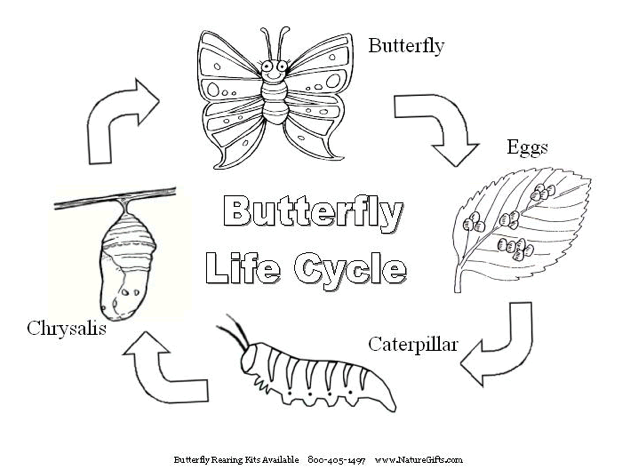 Butterfly
Eggs
Butterfly
Life Cycle
Chrysalis
Caterpillar
Butterfly Rearing Kits Available 800-405-1497 www.NatureGifts.com